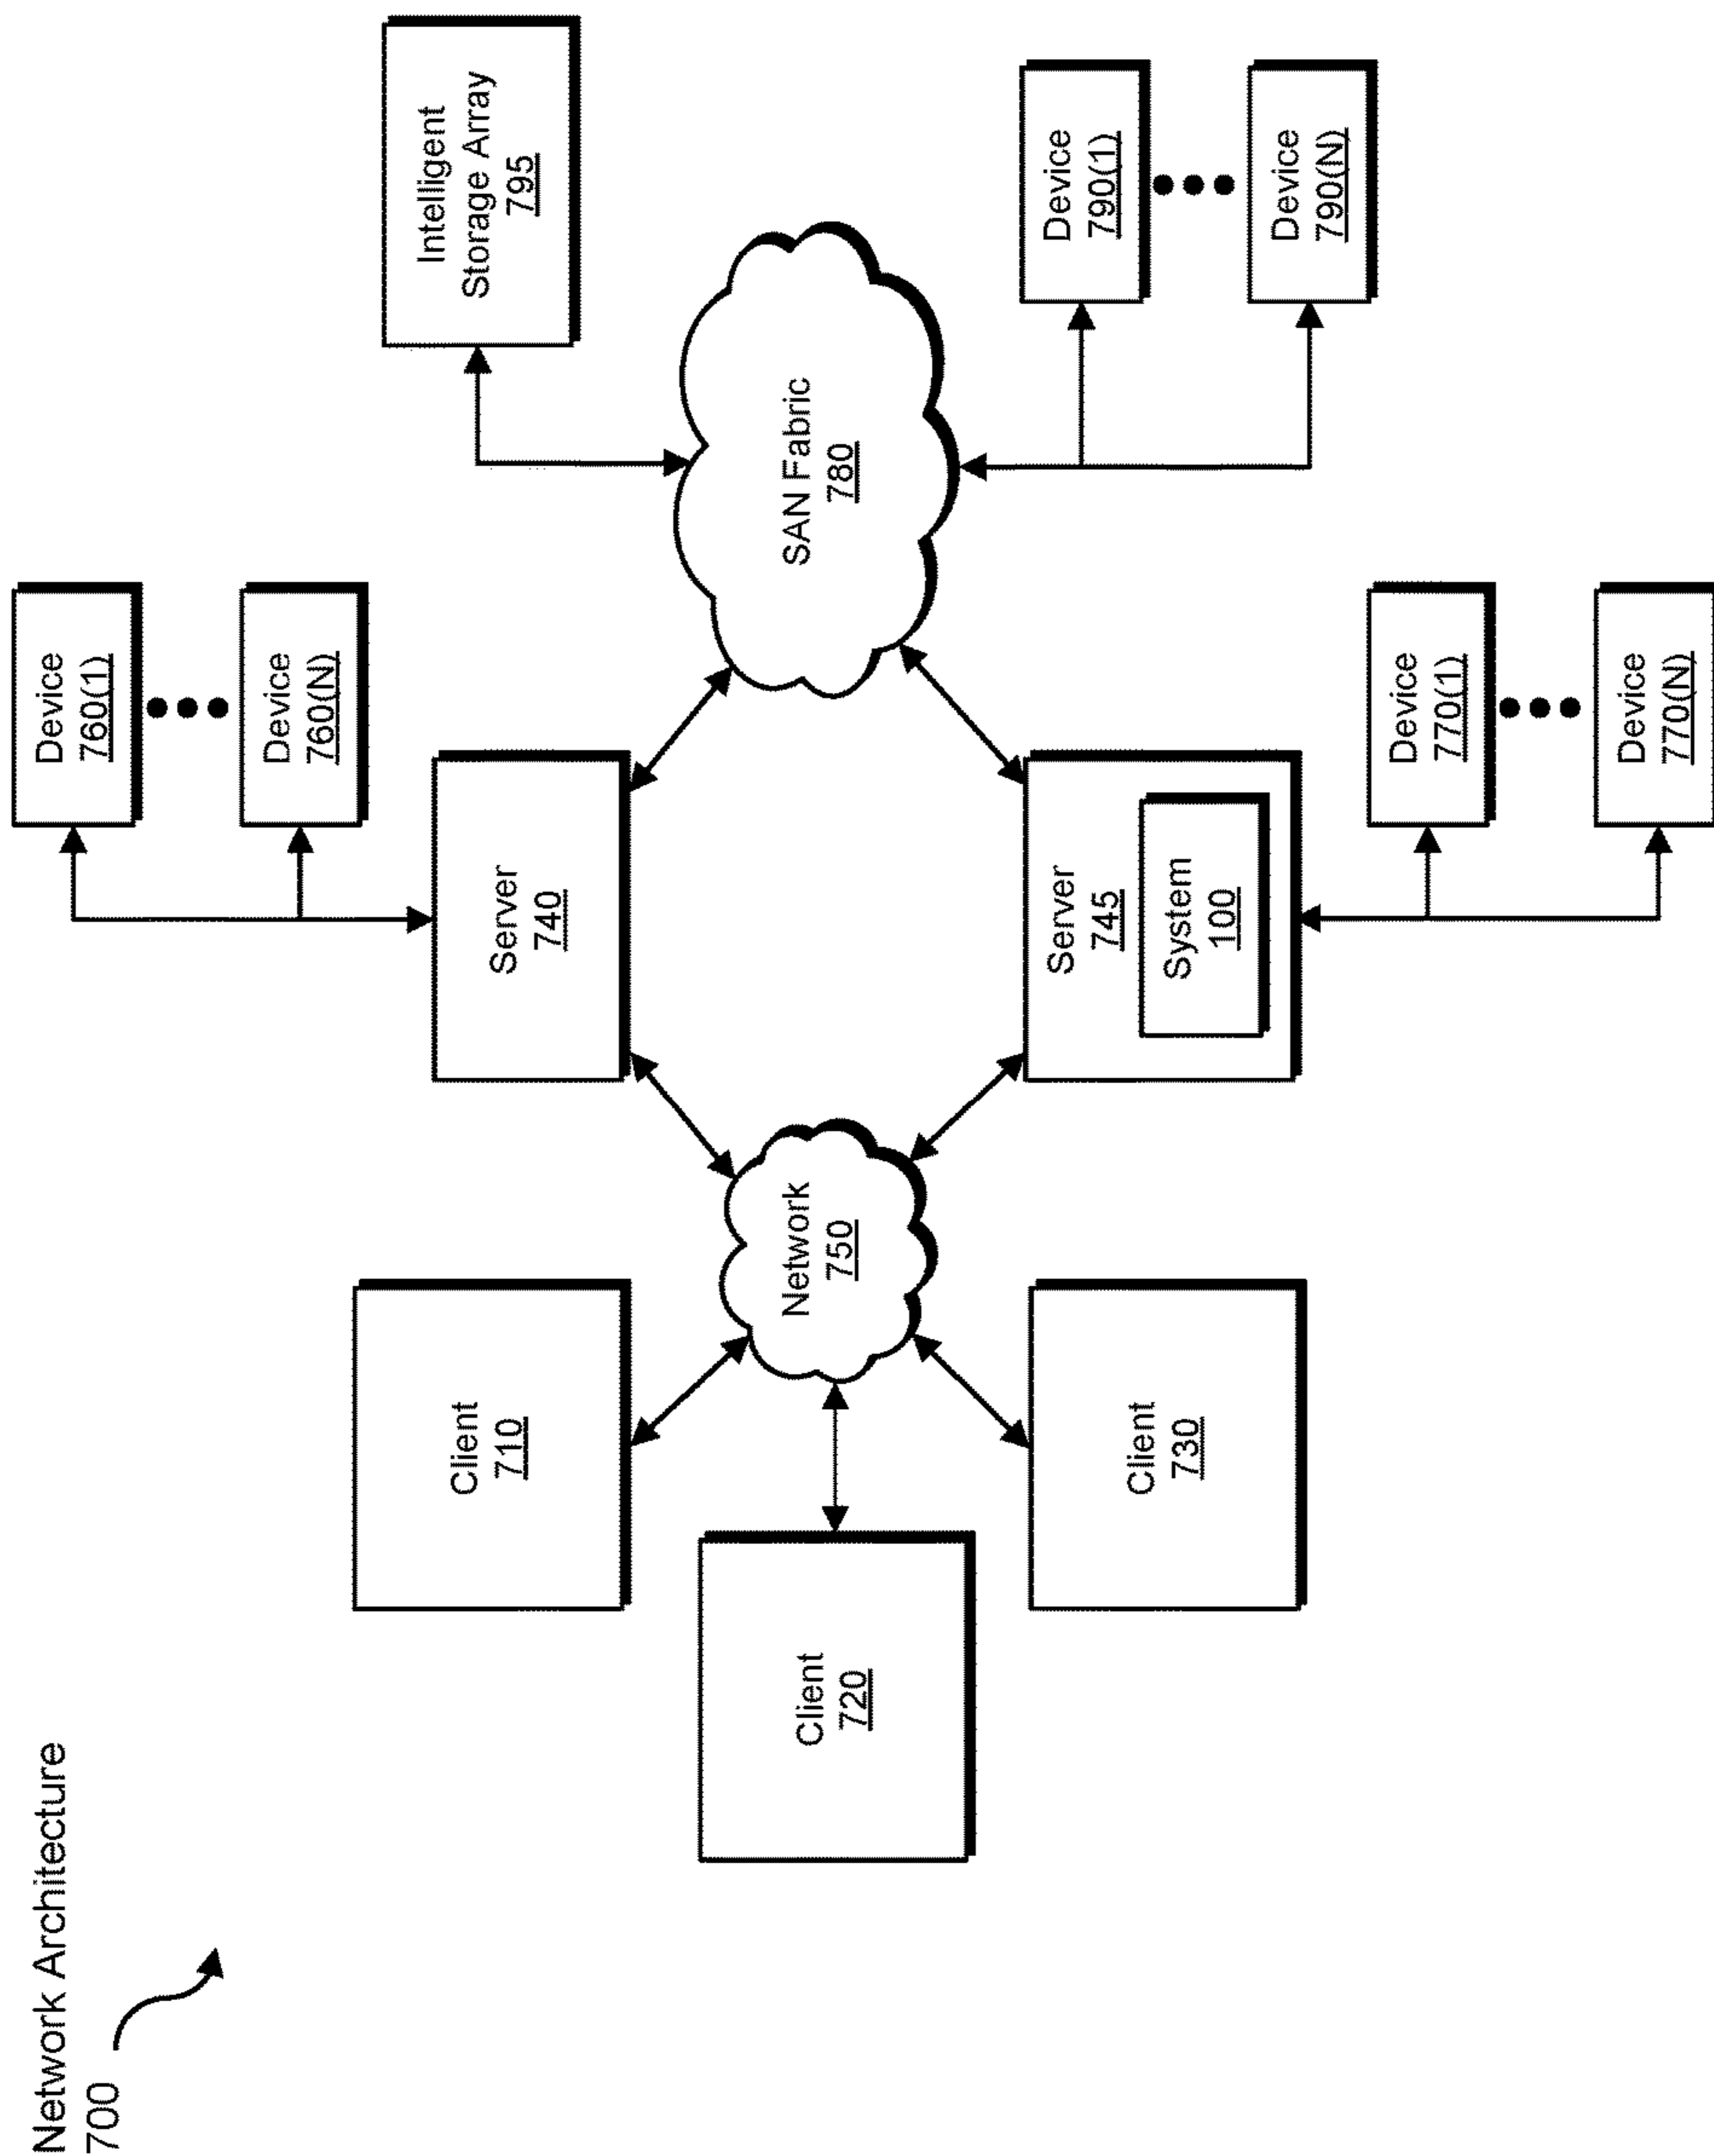 Network Architecture
700
Device
760(1)
Device
760(N)
Intelligent
Storage Array
795
Client
710
Server
740
Client
720
Network
750
SAN Fabric
780
Client
730
Server
745
System
100
Device
790(1)
Device
790(N)
Device
770(1)
Device
770(N)